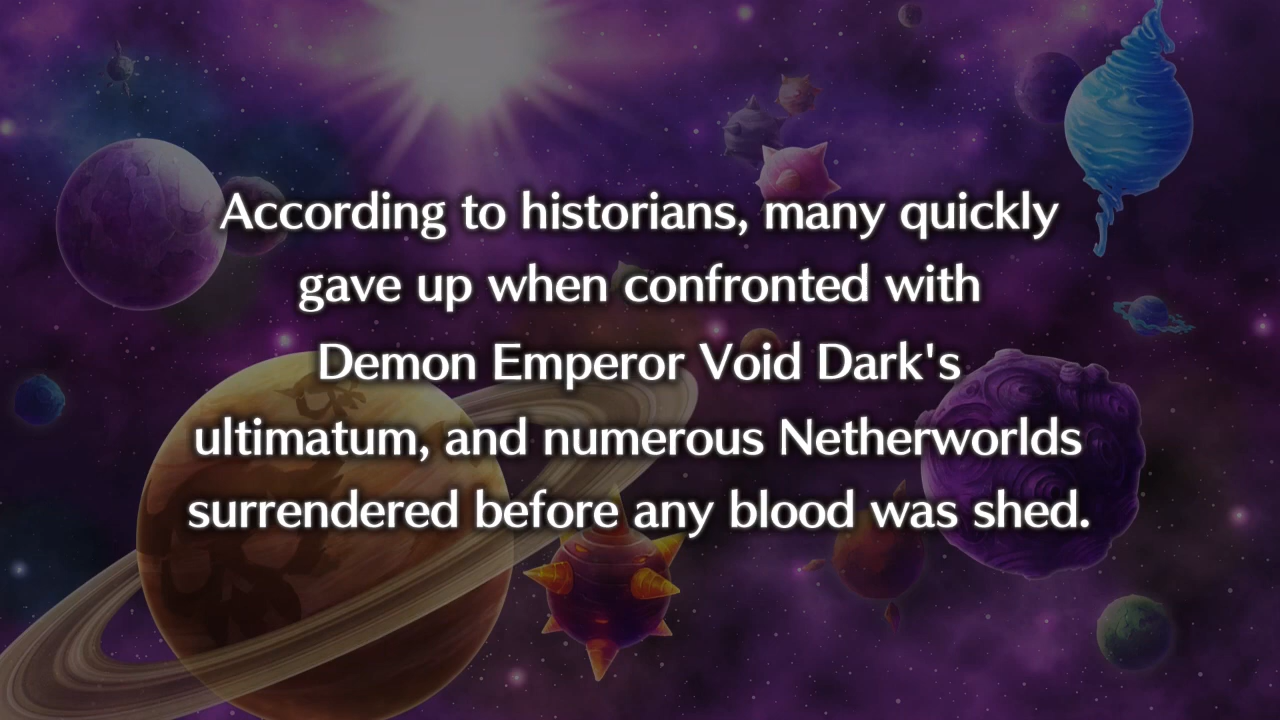 According to historians, many quickly
gave up when confronted with
Demon Emperor Void Dark's
ultimatum, and numerous Netherworlds
surrendered before any blood was shed.